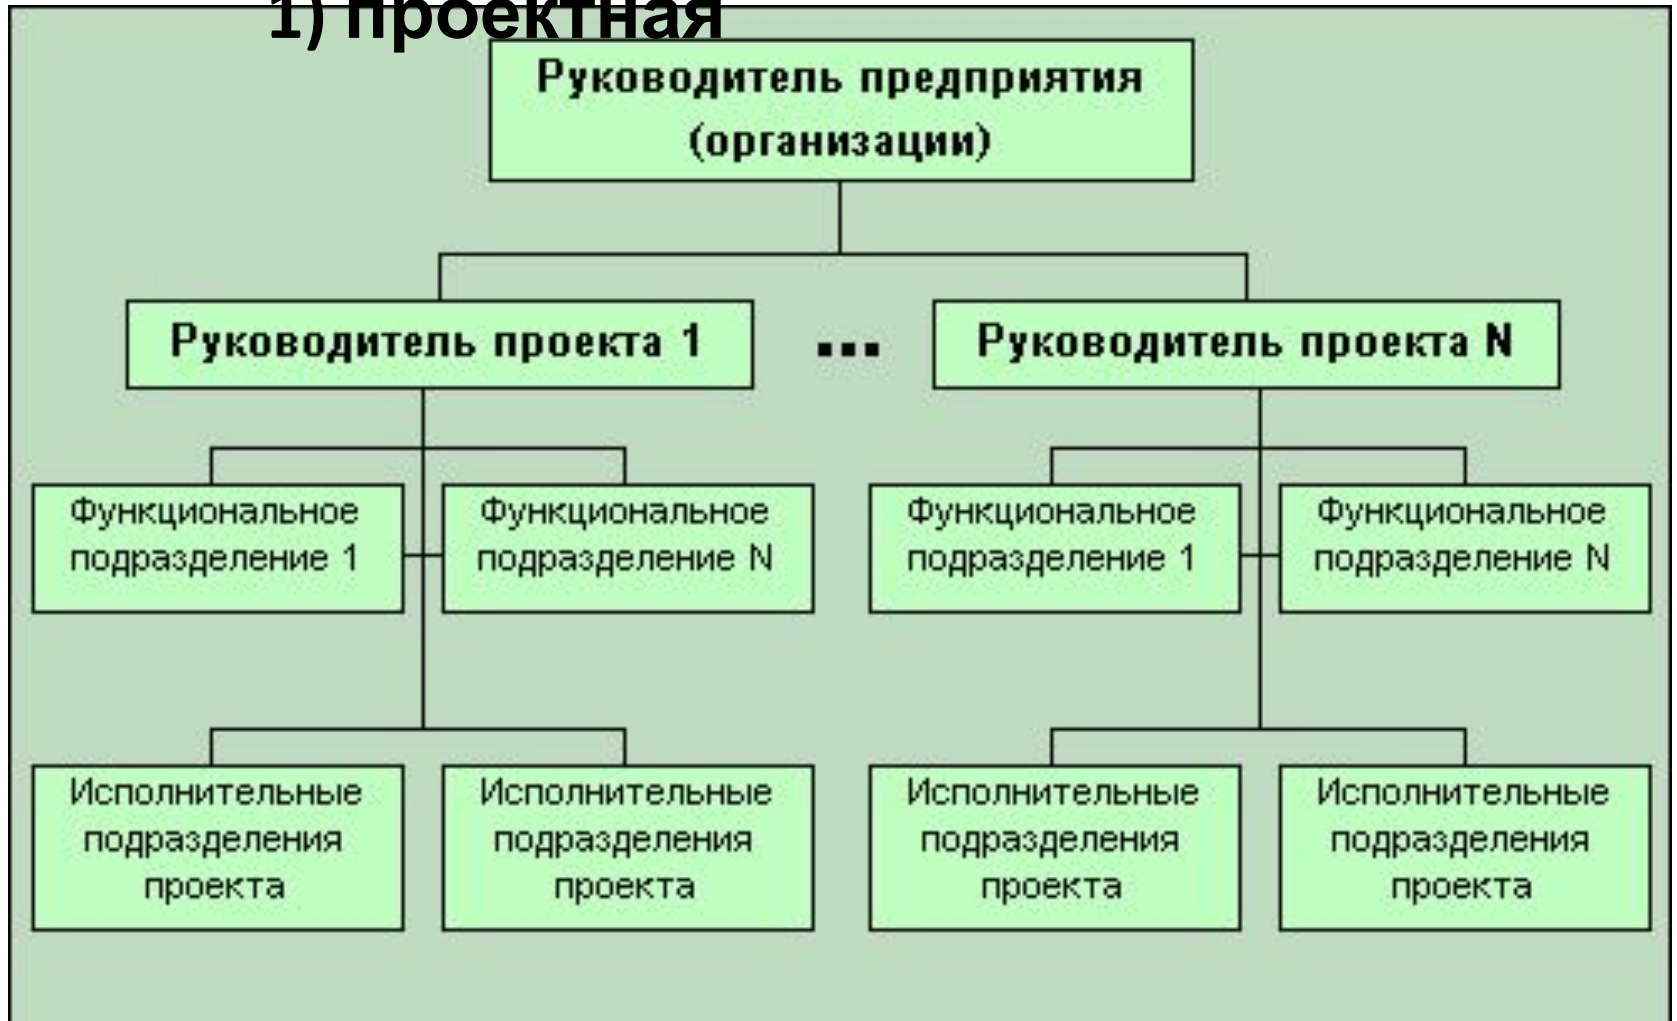 1) проектная
Руководитель предприятия
(организации)
Руководитель проекта 1
...
Руководитель проекта N
Функциональное
подразделение 1
Функциональное
подразделение N
Функциональное
подразделение 1
Функциональное
подразделение N
Исполнительные
подразделения
проекта
Исполнительные
подразделения
проекта
Исполнительные
подразделения
проекта
Исполнительные
подразделения
проекта